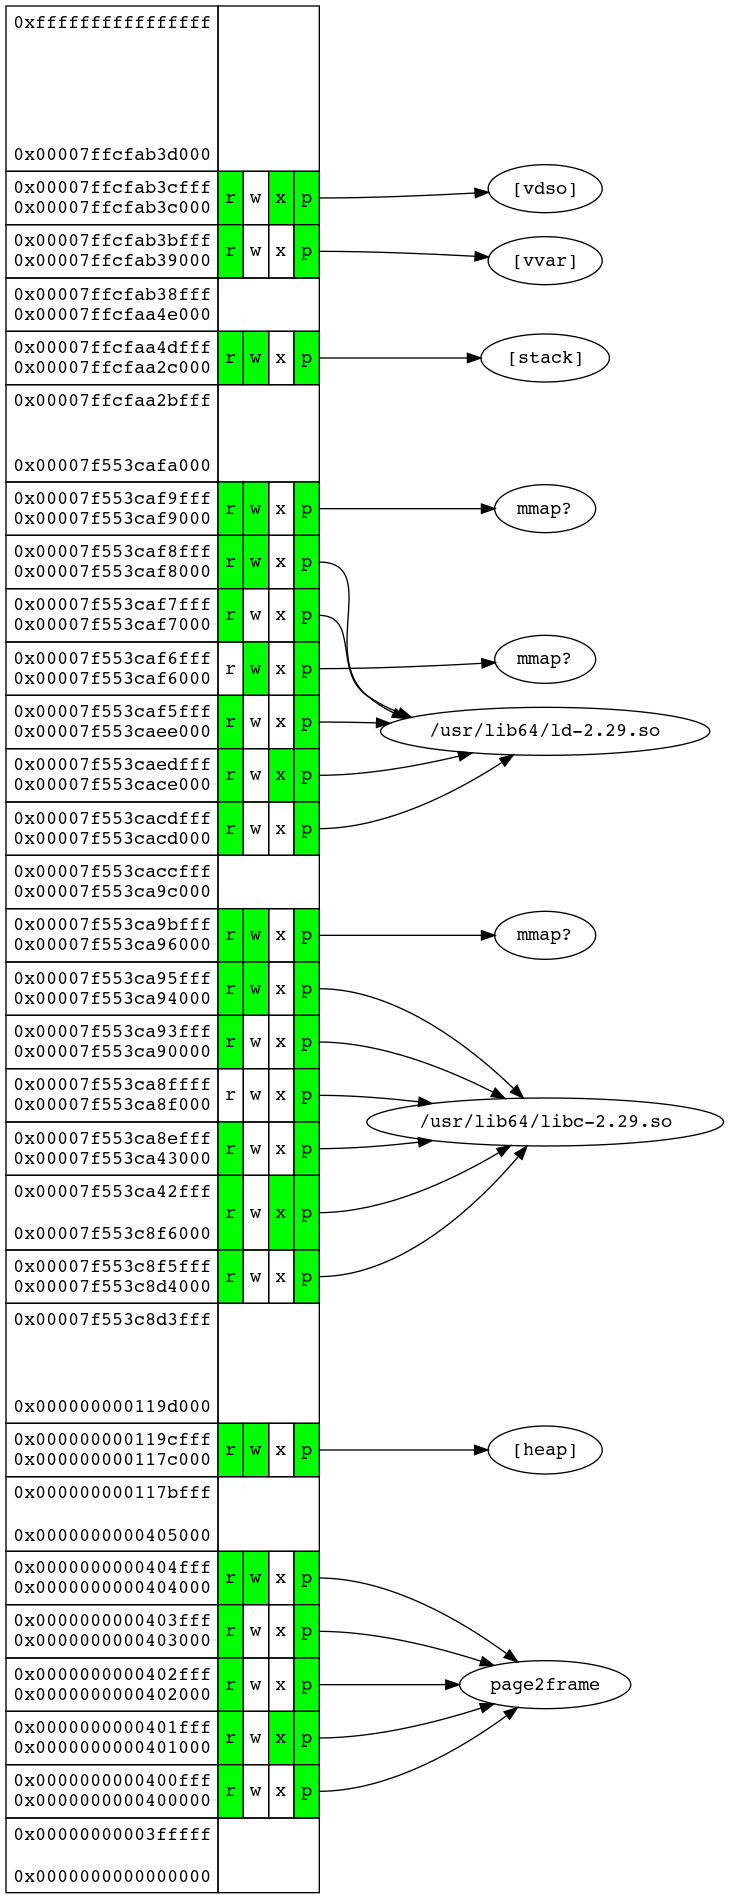 0xffffffffffffffff
0x00007ffcfab3d000
0x00007ffcfab3cfff
0x00007ffcfab3c000
r w x p
[vdso]
0x00007ffcfab3bfff
0x00007ffcfab39000
r w x p
[vvar]
0x00007ffcfab38fff
0x00007ffcfaa4e000
0x00007ffcfaa4dfff
0x00007ffcfaa2c000
r w x p
[stack]
0x00007ffcfaa2bfff
0x00007f553cafa000
0x00007f553caf9fff
0x00007f553caf9000
r w x p
mmap?
0x00007f553caf8fff
0x00007f553caf8000
r w x p
0x00007f553caf7fff
0x00007f553caf7000
r w x p
0x00007f553caf6fff
0x00007f553caf6000
r w x p
mmap?
0x00007f553caf5fff
0x00007f553caee000
r w x p
/usr/lib64/ld-2.29.so
0x00007f553caedfff
0x00007f553cace000
r w x p
0x00007f553cacdfff
0x00007f553cacd000
r w x p
0x00007f553caccfff
0x00007f553ca9c000
0x00007f553ca9bfff
0x00007f553ca96000
r w x p
mmap?
0x00007f553ca95fff
0x00007f553ca94000
r w x p
0x00007f553ca93fff
0x00007f553ca90000
r w x p
0x00007f553ca8ffff
0x00007f553ca8f000
r w x p
/usr/lib64/libc-2.29.so
0x00007f553ca8efff
0x00007f553ca43000
r w x p
0x00007f553ca42fff
0x00007f553c8f6000
r w x p
0x00007f553c8f5fff
0x00007f553c8d4000
r w x p
0x00007f553c8d3fff
0x000000000119d000
0x000000000119cfff
0x000000000117c000
r w x p
[heap]
0x000000000117bfff
0x0000000000405000
0x0000000000404fff
0x0000000000404000
r w x p
0x0000000000403fff
0x0000000000403000
r w x p
0x0000000000402fff
0x0000000000402000
r w x p
page2frame
0x0000000000401fff
0x0000000000401000
r w x p
0x0000000000400fff
0x0000000000400000
r w x p
0x00000000003fffff
0x0000000000000000